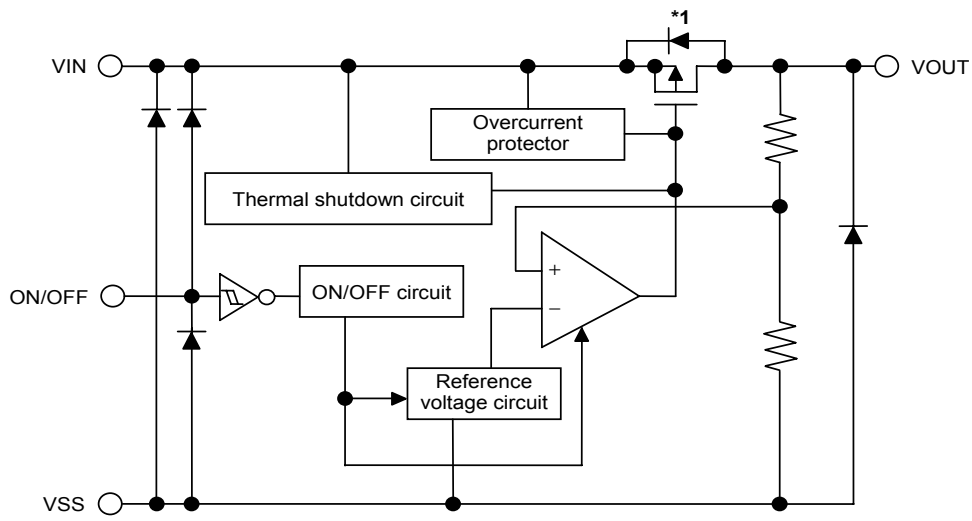 *1
VIN
VOUT
Overcurrent
protector
Thermal shutdown circuit
+
−
ON/OFF
ON/OFF circuit
Reference
voltage circuit
VSS